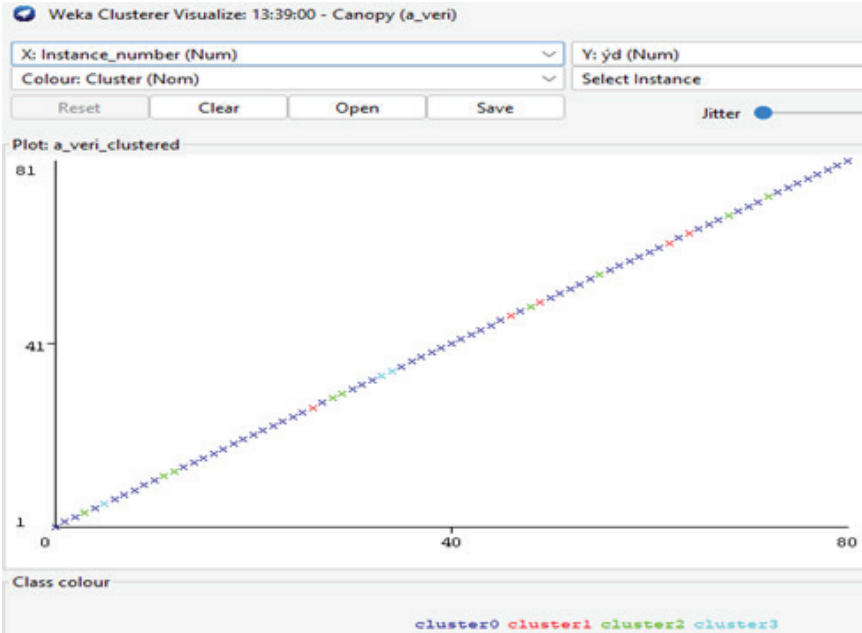 Weka Clusterer Visualize: 13:39:00 - Canopy (a_veri)
X: Instance_number (Num) Y: ýd (Num)
Colour: Cluster (Nom) Select Instance
Reset Clear Open Save Jitter
Plot: a_veri_clustered
81
41
1
0 40 80
Class colour
cluster0 cluster1 cluster2 cluster3